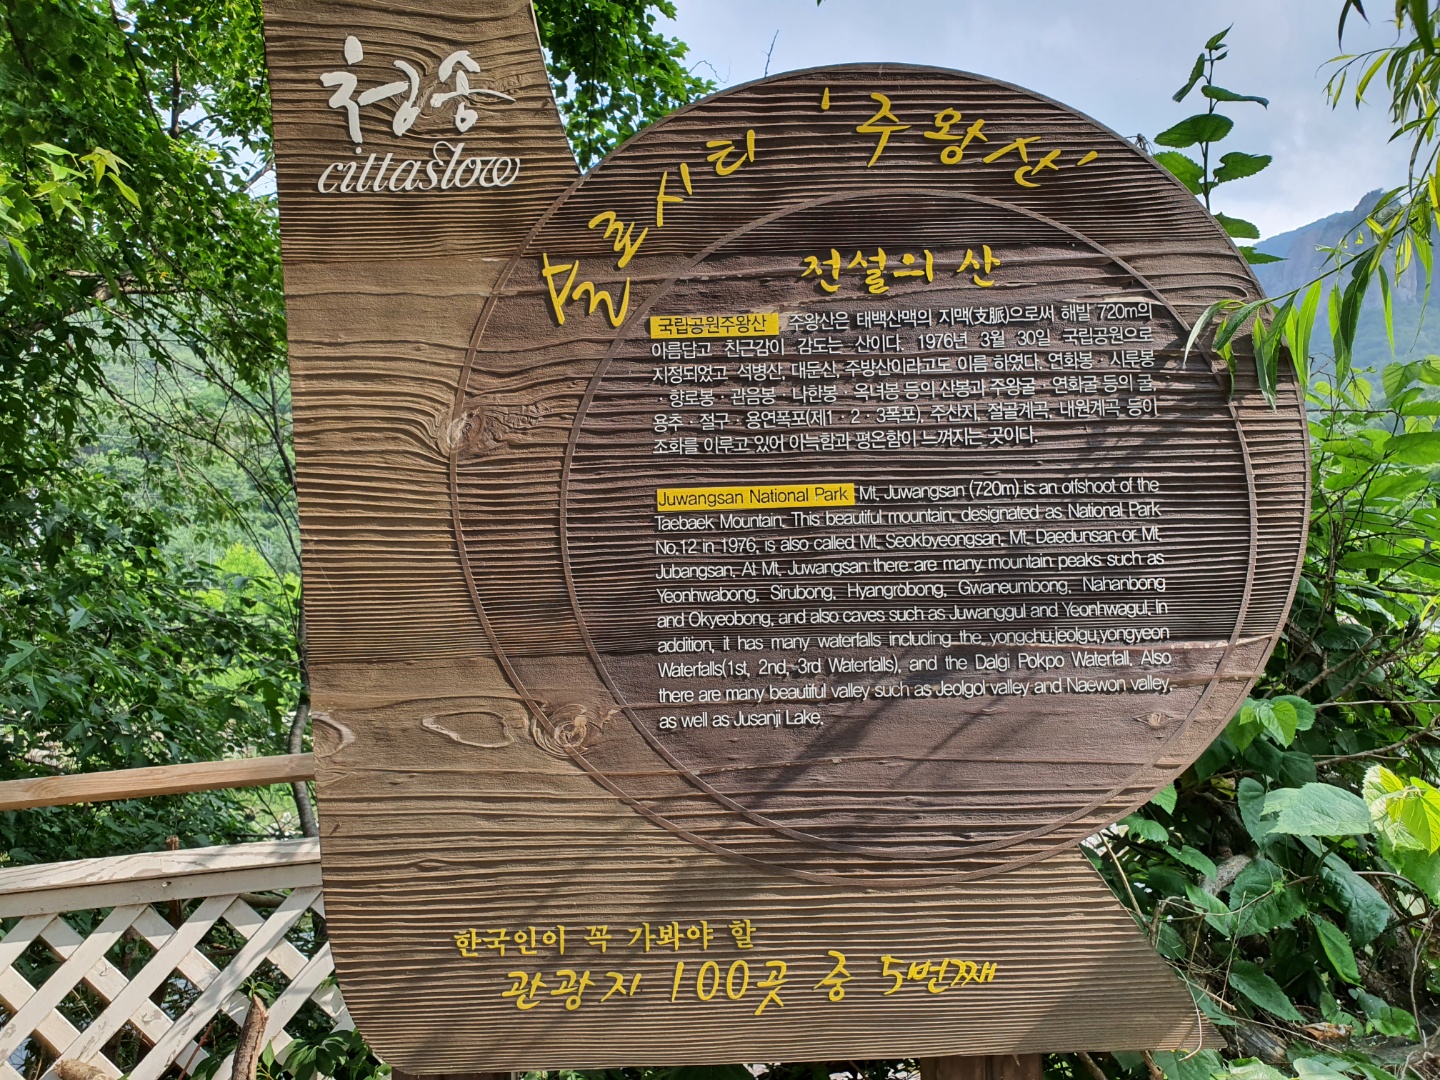 청송
cittaslow
슬로시티 '주왕산'
전설의 산
국립공원주왕산 주왕산은 태백산맥의 지맥(支脈)으로써 해발 720m의
아름답고 친근감이 감도는 산이다. 1976년 3월 30일 국립공원으로
지정되었고 석병산, 대둔산, 주방산이라고도 이름 하였다. 연화봉·시루봉
·향로봉·관음봉·나한봉·옥녀봉 등의 산봉과 주왕굴·연화굴 등의 굴,
용추·절구·용연폭포(제1·2·3폭포), 주산지, 절골계곡, 내원계곡 등이
조화를 이루고 있어 아늑함과 평온함이 느껴지는 곳이다.
Juwangsan National Park Mt, Juwangsan (720m) is an offshoot of the
Taebaek Mountain. This beautiful mountain, designated as National Park
No.12 in 1976, is also called Mt. Seokbyeongsan, Mt. Daedunsan or Mt.
Jubangsan. At Mt, Juwangsan there are many mountain peaks such as
Yeonhwabong, Sirubong, Hyangrobong, Gwaneumbong, Nahanbong
and Okyeobong, and also caves such as Juwanggul and Yeonhwagul. In
addition, it has many waterfalls including the yongchu,jeolgu,yongyeon
Waterfalls(1st, 2nd, 3rd Waterfalls), and the Dalgi Pokpo Waterfall. Also
there are many beautiful valley such as Jeolgol valley and Naewon valley,
as well as Jusanji Lake.
한국인이 꼭 가봐야 할
관광지 100곳 중 5번째